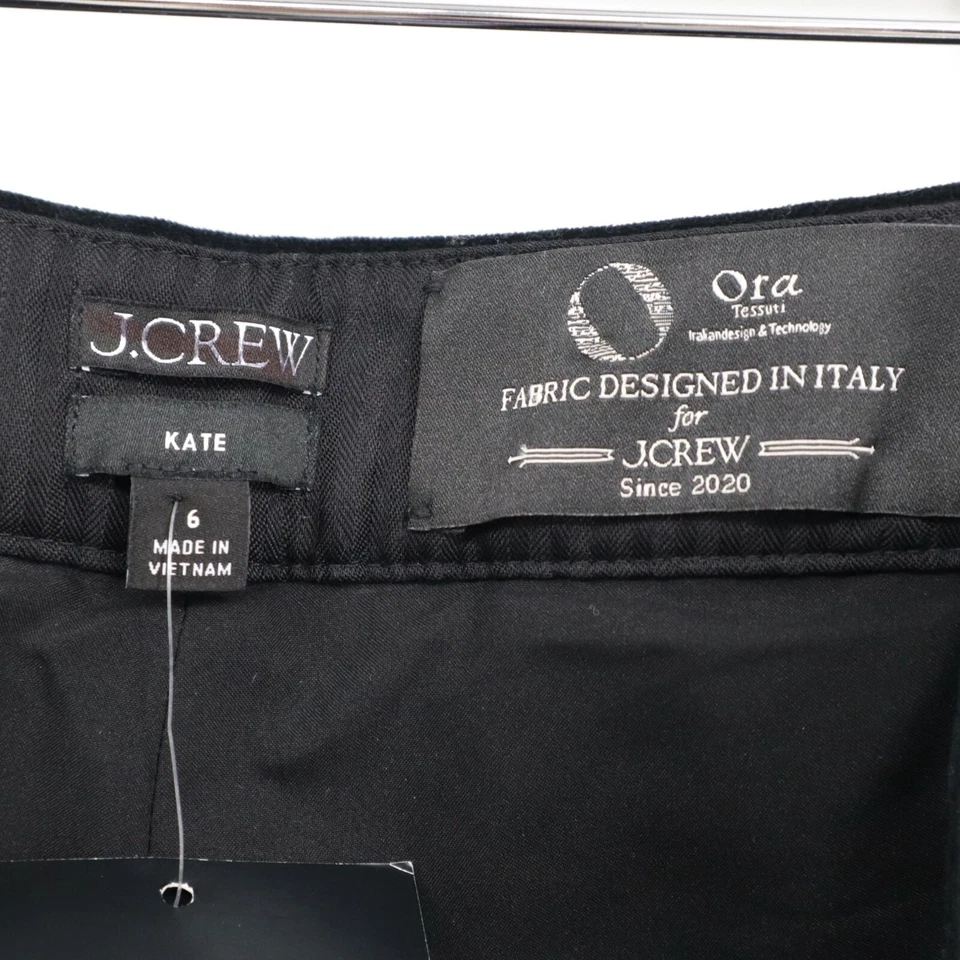 J.CREW
KATE
6
MADE IN
VIETNAM
Ora
Tessuti
Italiandesign & Technology
FABRIC DESIGNED IN ITALY
for
J.CREW
Since 2020